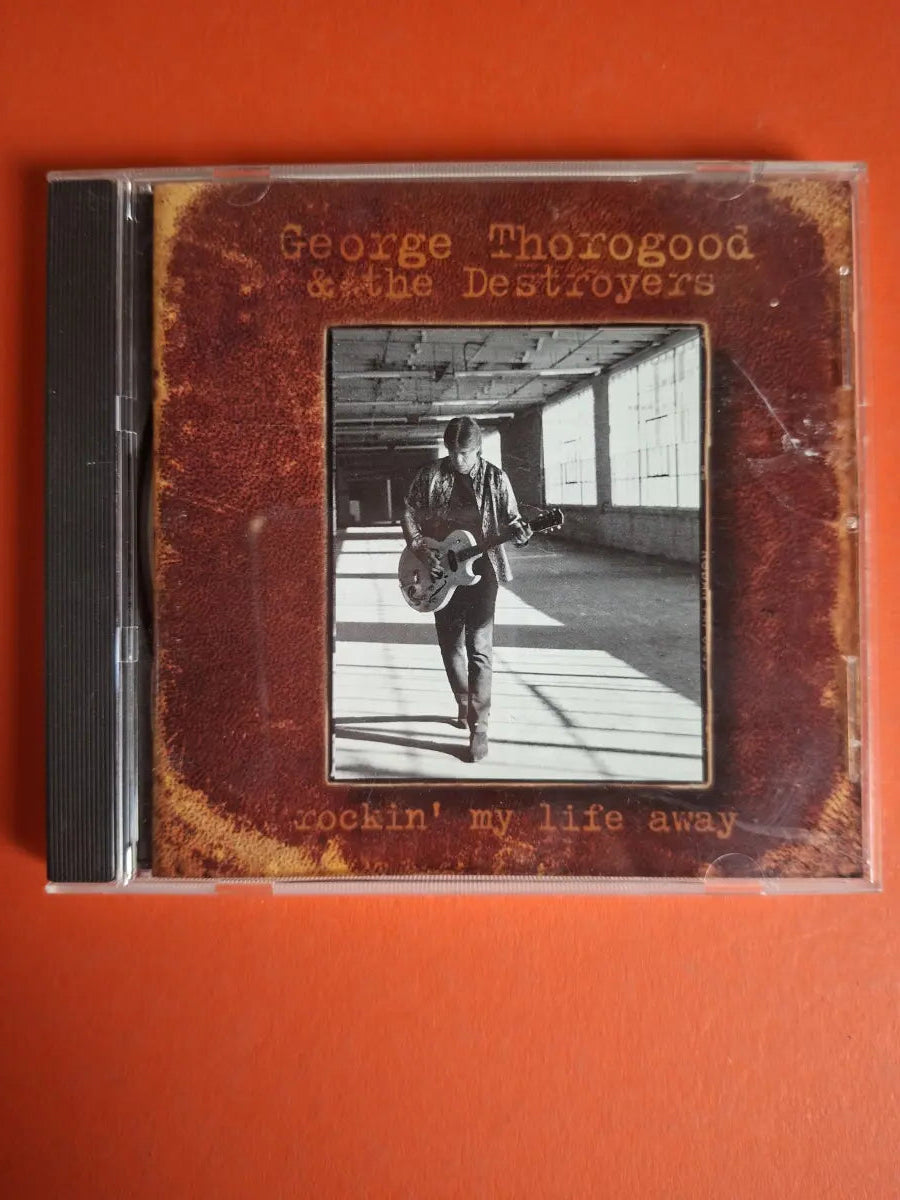 George Thorogood
& the Destroyers
rockin' my life away